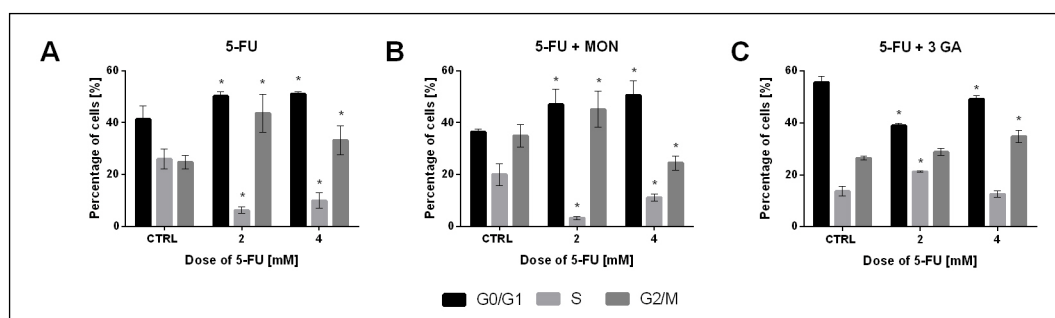 A
5-FU
Percentage of cells [%]
60
40
20
0
* * * * * *
CTRL 2 4
Dose of 5-FU [mM]
B
5-FU + MON
Percentage of cells [%]
60
40
20
0
* * * * * *
CTRL 2 4
Dose of 5-FU [mM]
C
5-FU + 3 GA
Percentage of cells [%]
60
40
20
0
* * * *
CTRL 2 4
Dose of 5-FU [mM]
G0/G1 S G2/M